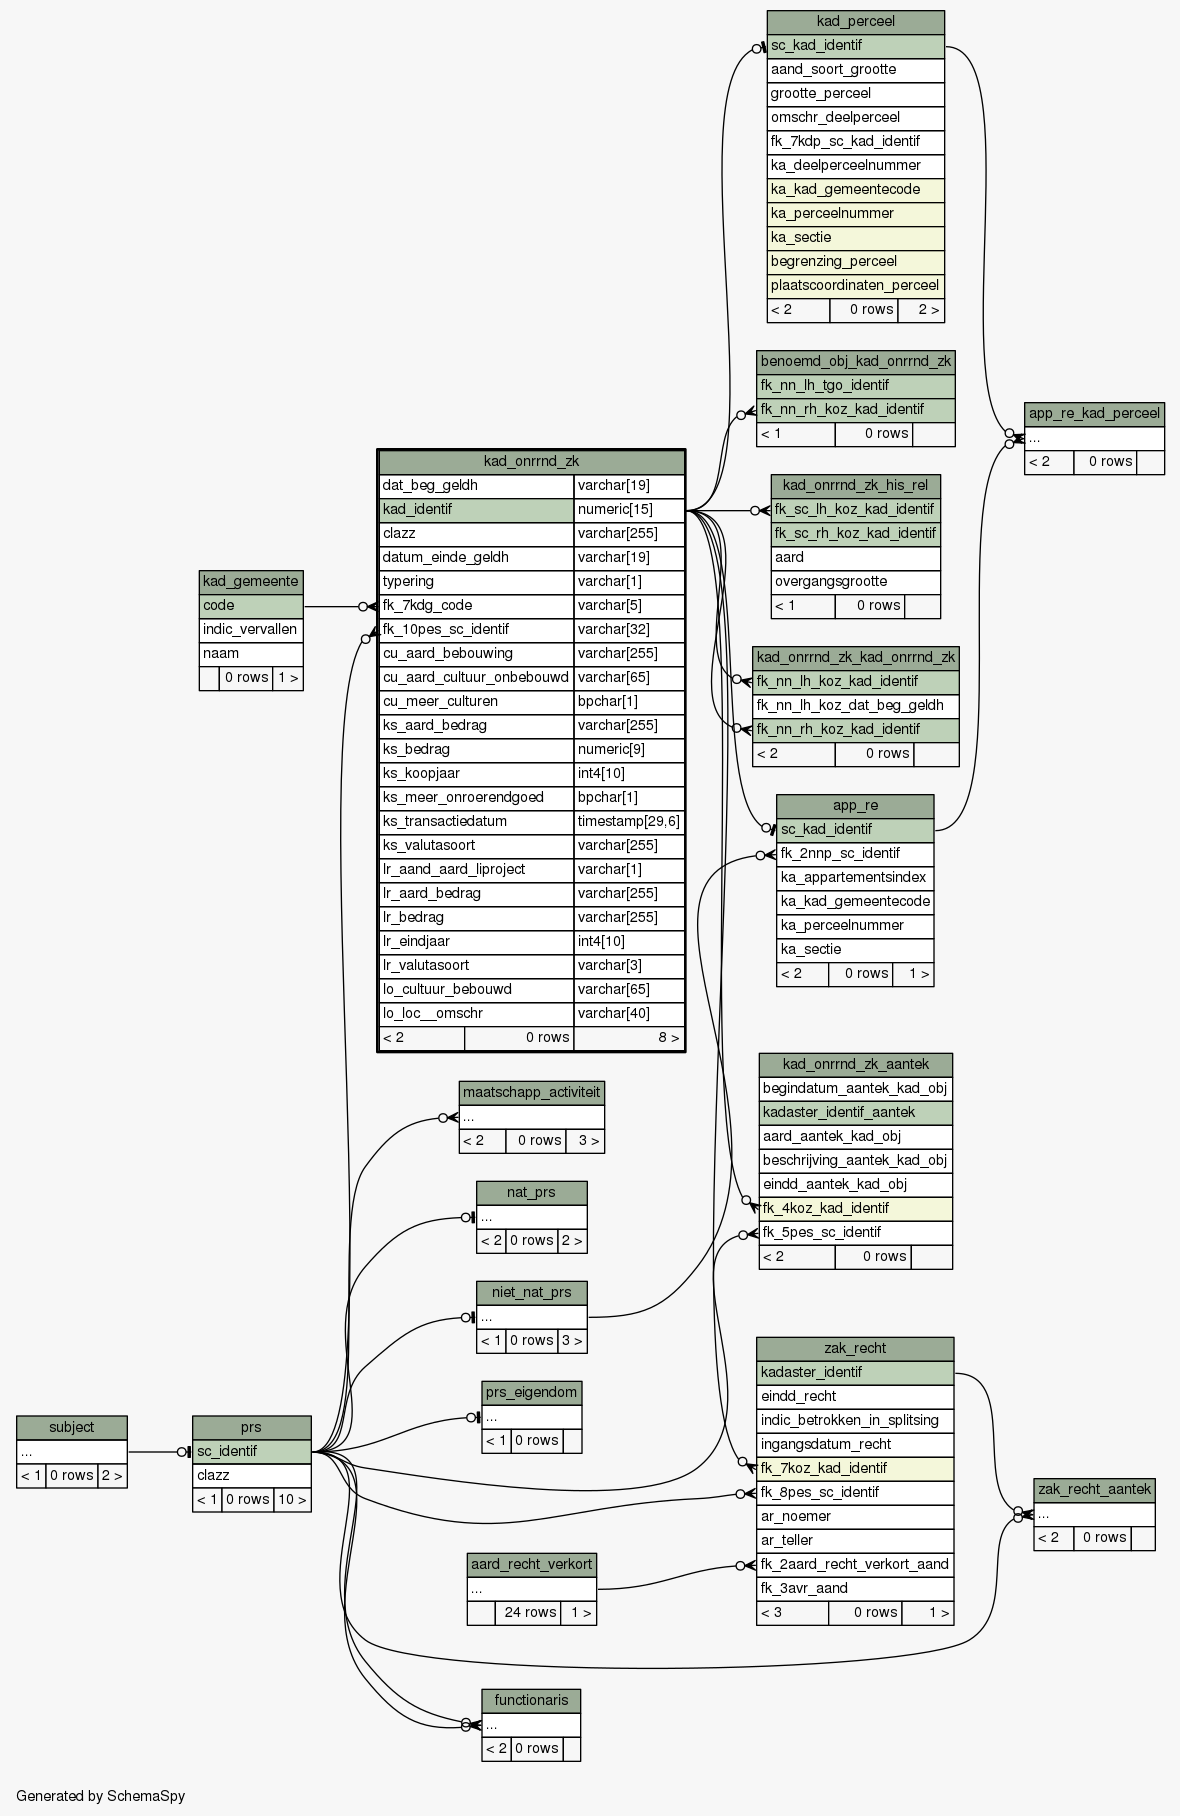 kad_perceel
sc_kad_identif
aand_soort_grootte
grootte_perceel
omschr_deelperceel
fk_7kdp_sc_kad_identif
ka_deelperceelnummer
ka_kad_gemeentecode
ka_perceelnummer
ka_sectie
begrenzing_perceel
plaatscoordinaten_perceel
< 2 0 rows 2 >
benoemd_obj_kad_onrrnd_zk
fk_nn_lh_tgo_identif
fk_nn_rh_koz_kad_identif
< 1 0 rows
app_re_kad_perceel
...
< 2 0 rows
kad_onrrnd_zk
dat_beg_geldh varchar[19]
kad_identif numeric[15]
clazz varchar[255]
datum_einde_geldh varchar[19]
typering varchar[1]
fk_7kdg_code varchar[5]
fk_10pes_sc_identif varchar[32]
cu_aard_bebouwing varchar[255]
cu_aard_cultuur_onbebouwd varchar[65]
cu_meer_culturen bpchar[1]
ks_aard_bedrag varchar[255]
ks_bedrag numeric[9]
ks_koopjaar int4[10]
ks_meer_onroerendgoed bpchar[1]
ks_transactiedatum timestamp[29,6]
ks_valutasoort varchar[255]
lr_aand_aard_liproject varchar[1]
lr_aard_bedrag varchar[255]
lr_bedrag varchar[255]
lr_eindjaar int4[10]
lr_valutasoort varchar[3]
lo_cultuur_bebouwd varchar[65]
lo_loc__omschr varchar[40]
< 2 0 rows 8 >
kad_onrrnd_zk_his_rel
fk_sc_lh_koz_kad_identif
fk_sc_rh_koz_kad_identif
aard
overgangsgrootte
< 1 0 rows
kad_gemeente
code
indic_vervallen
naam
0 rows 1 >
kad_onrrnd_zk_kad_onrrnd_zk
fk_nn_lh_koz_kad_identif
fk_nn_lh_koz_dat_beg_geldh
fk_nn_rh_koz_kad_identif
< 2 0 rows
app_re
sc_kad_identif
fk_2nnp_sc_identif
ka_appartementsindex
ka_kad_gemeentecode
ka_perceelnummer
ka_sectie
< 2 0 rows 1 >
kad_onrrnd_zk_aantek
begindatum_aantek_kad_obj
kadaster_identif_aantek
aard_aantek_kad_obj
beschrijving_aantek_kad_obj
eindd_aantek_kad_obj
fk_4koz_kad_identif
fk_5pes_sc_identif
< 2 0 rows
maatschapp_activiteit
...
< 2 0 rows 3 >
nat_prs
...
< 2 0 rows 2 >
niet_nat_prs
...
< 1 0 rows 3 >
prs_eigendom
...
< 1 0 rows
zak_recht
kadaster_identif
eindd_recht
indic_betrokken_in_splitsing
ingangsdatum_recht
fk_7koz_kad_identif
fk_8pes_sc_identif
ar_noemer
ar_teller
fk_2aard_recht_verkort_aand
fk_3avr_aand
< 3 0 rows 1 >
subject
...
< 1 0 rows 2 >
prs
sc_identif
clazz
< 1 0 rows 10 >
zak_recht_aantek
...
< 2 0 rows
aard_recht_verkort
...
24 rows 1 >
functionaris
...
< 2 0 rows
Generated by SchemaSpy